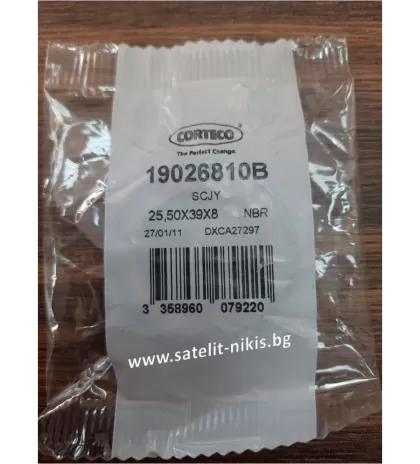 CORTECO
The Perfect Change.
19026810B
SCJY
25,50X39X8 NBR
27/01/11 DXCA27297
3 358960 079220
www.satelit-nikis.bg